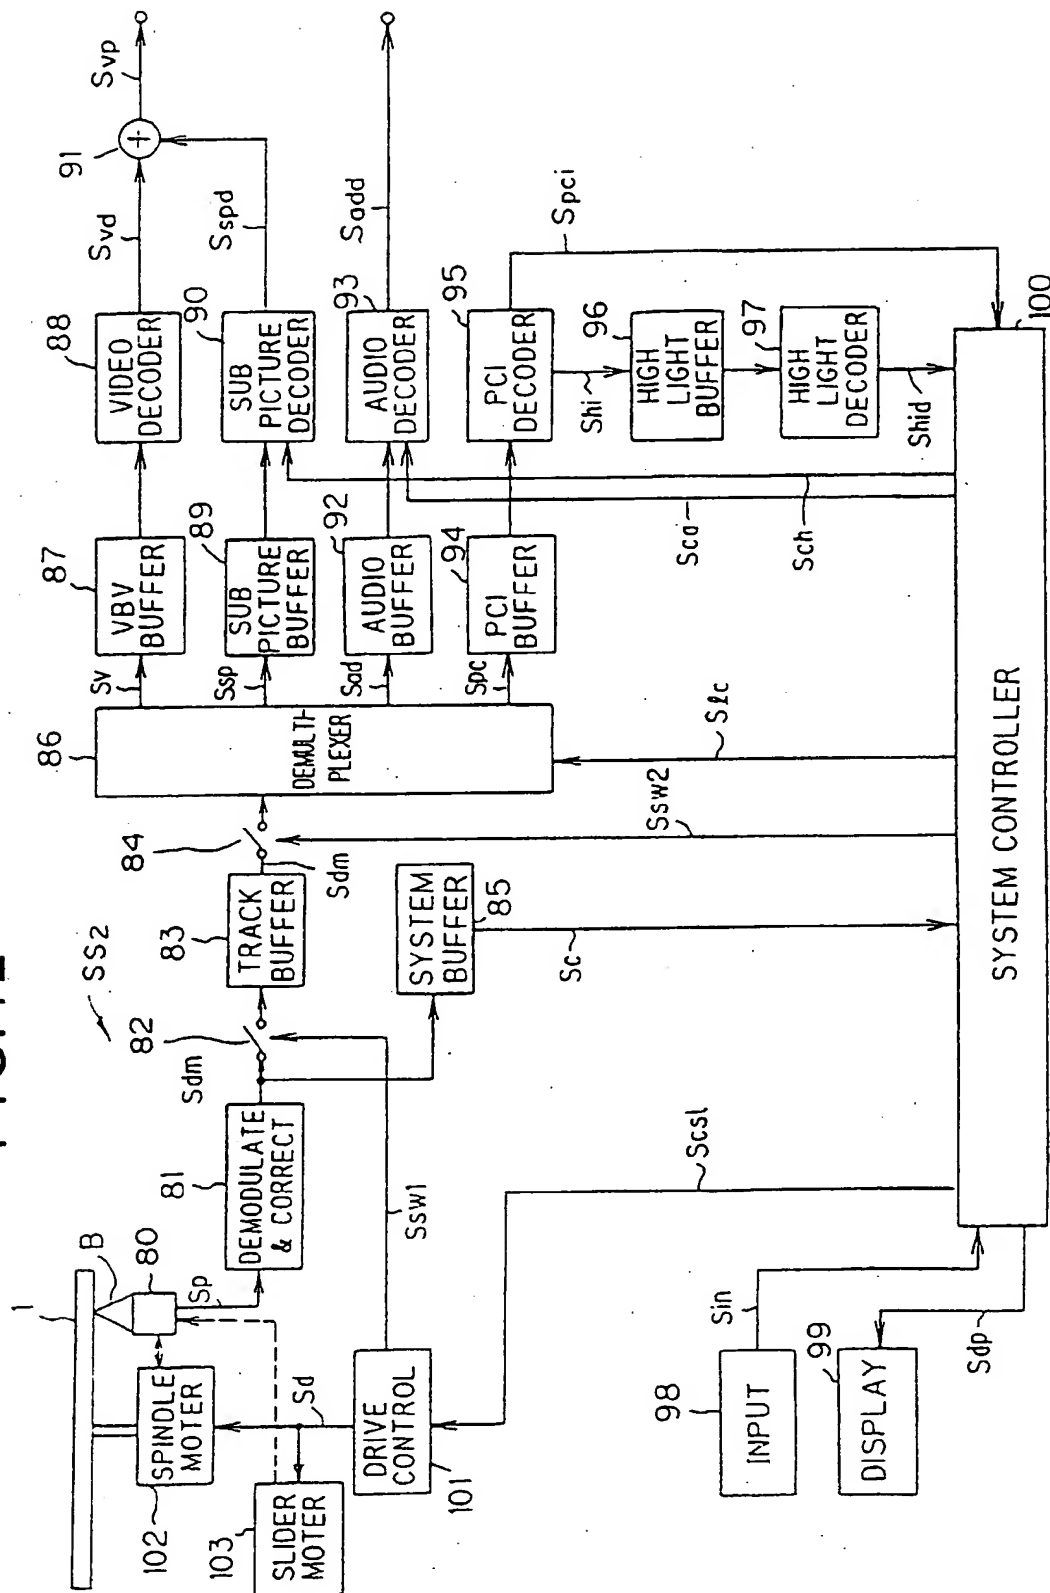 SS2
1
B
80
Sp
SPINDLE
MOTER
102
SLIDER
MOTER
103
Sd
DRIVE
CONTROL
101
DEMODULATE
& CORRECT
81
Sdm
82
Ssw1
TRACK
BUFFER
83
Sdm
84
SYSTEM
BUFFER
85
Sc
DEMULTI-
PLEXER
86
Ssw2
Slc
Sv
VBV
BUFFER
87
VIDEO
DECODER
88
Svd
91
Svp
Ssp
SUB
PICTURE
BUFFER
89
SUB
PICTURE
DECODER
90
Sspd
Sad
AUDIO
BUFFER
92
AUDIO
DECODER
93
Sadd
Spc
PCI
BUFFER
94
PCI
DECODER
95
Spci
Shi
HIGH
LIGHT
BUFFER
96
HIGH
LIGHT
DECODER
97
Shid
Sca
Sch
Scsl
INPUT
98
Sin
DISPLAY
99
Sdp
SYSTEM CONTROLLER
100